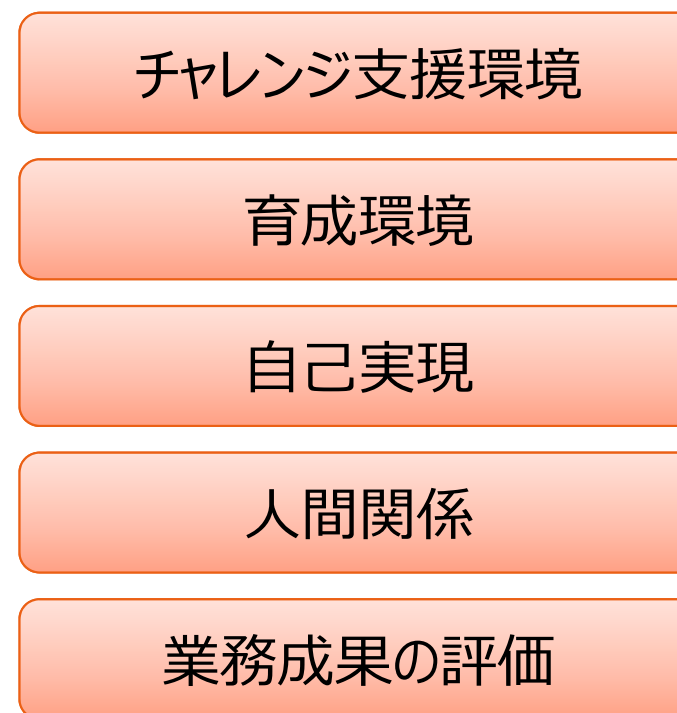 チャレンジ支援環境
育成環境
自己実現
人間関係
業務成果の評価